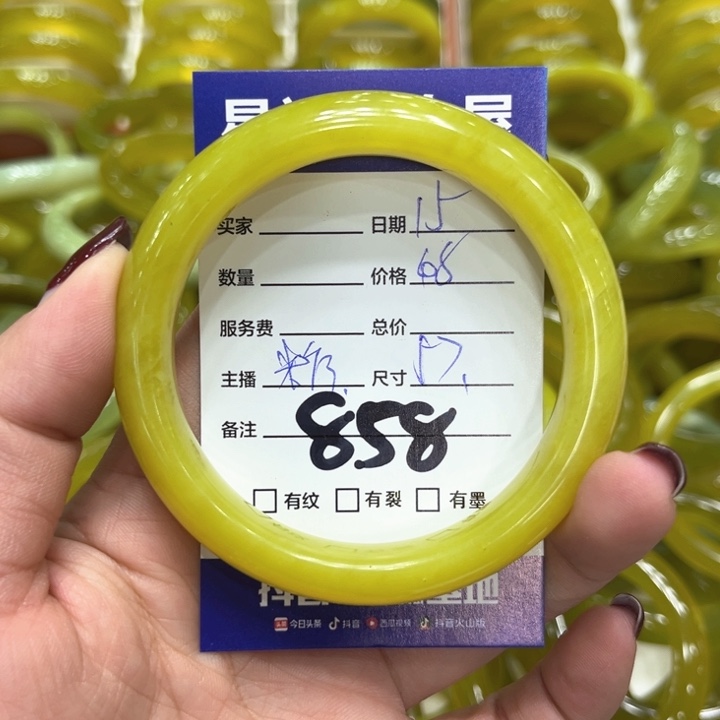 买家 日期 15
数量 价格 68
服务费 总价
主播 尺寸 57.
备注 858
有纹 有裂 有墨
今日头条 抖音 西瓜视频 抖音火山版